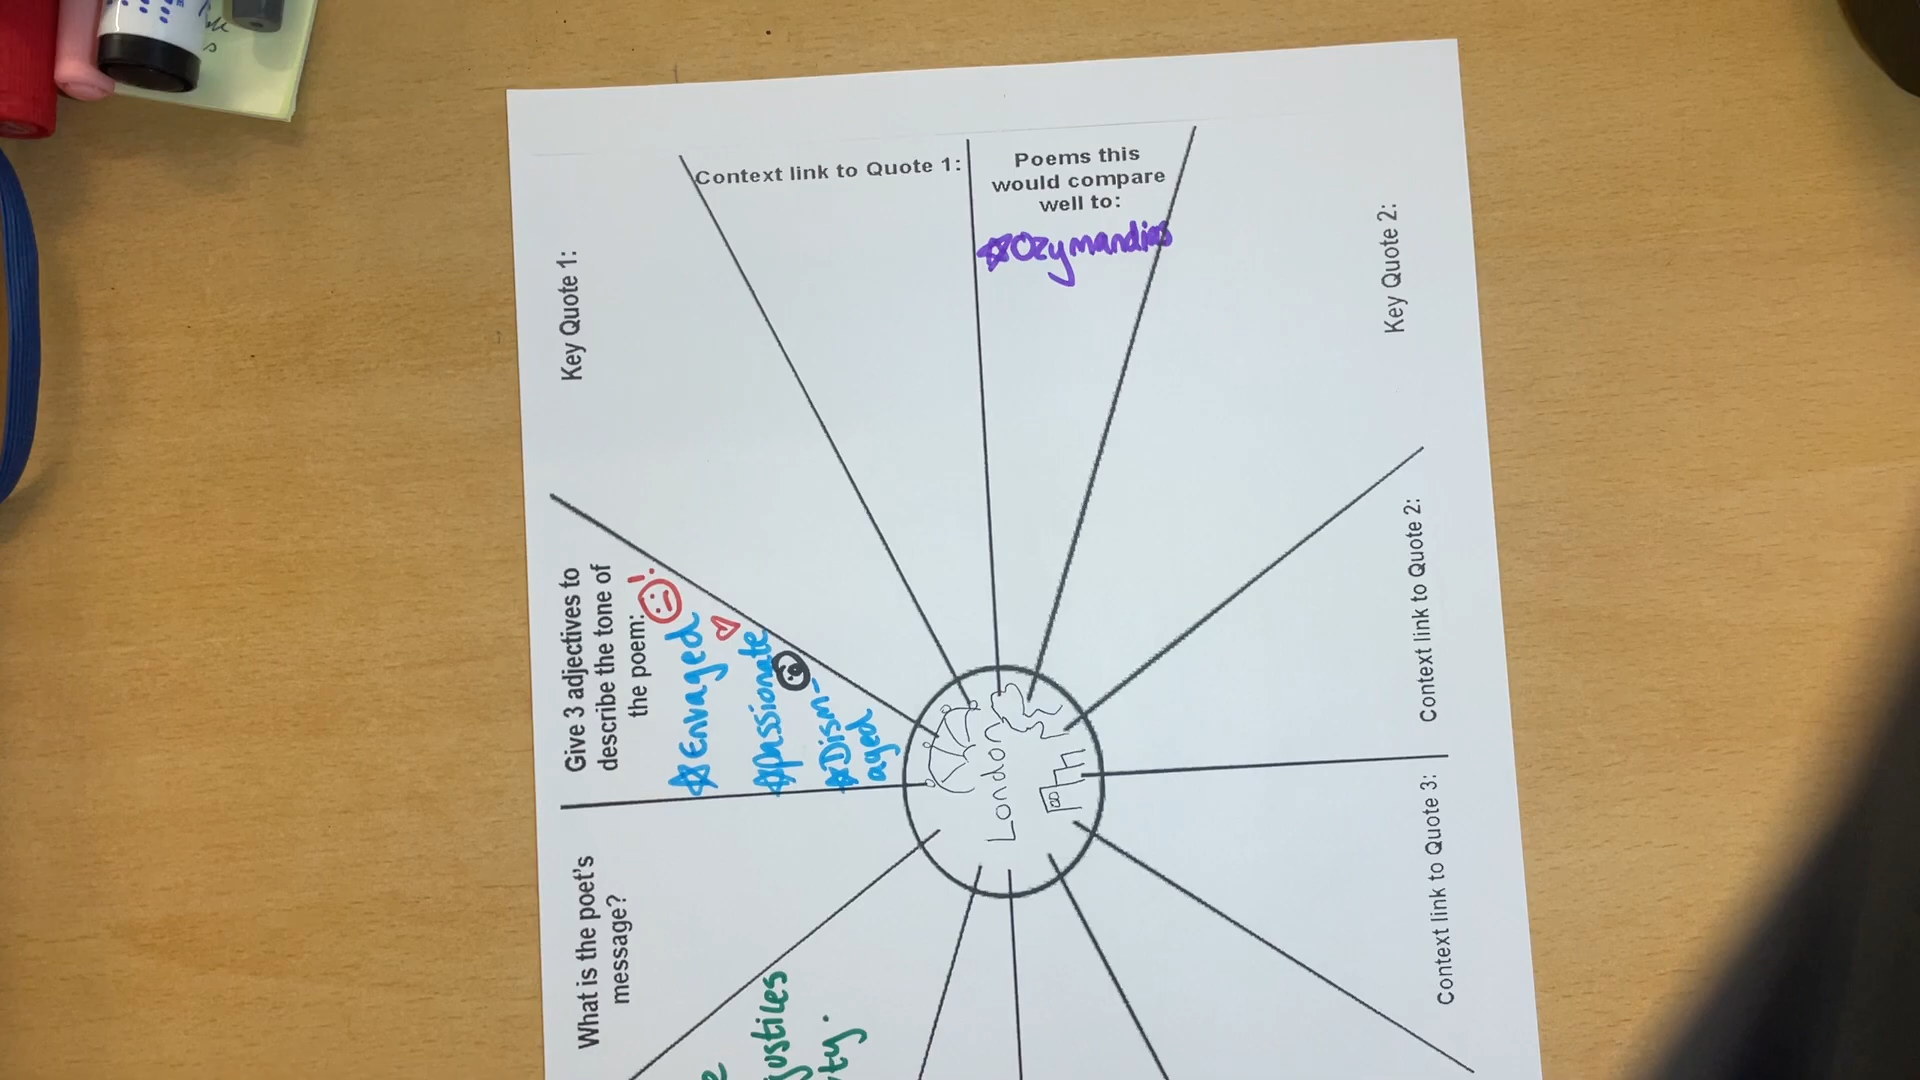 Context link to Quote 1:
Poems this
would compare
well to:
Ozymandias
Key Quote 1:
Key Quote 2:
Give 3 adjectives to
describe the tone of
the poem:
Enraged
passionate
Dism-
ayed
London
Context link to Quote 2:
Context link to Quote 3:
What is the poet's
message?